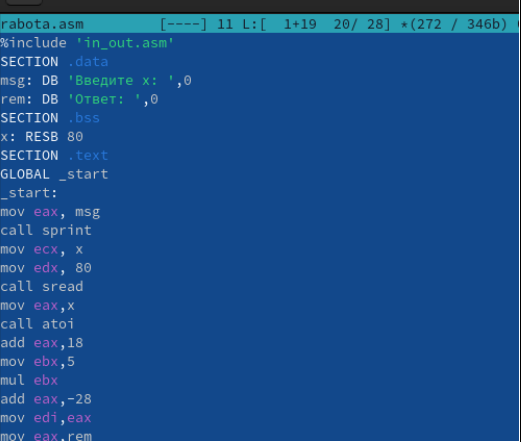 rabota.asm [----] 11 L:[ 1+19 20/ 28] *(272 / 346b)
%include 'in_out.asm'
SECTION .data
msg: DB 'Введите x: ',0
rem: DB 'Ответ: ',0
SECTION .bss
x: RESB 80
SECTION .text
GLOBAL _start
_start:
mov eax, msg
call sprint
mov ecx, x
mov edx, 80
call sread
mov eax,x
call atoi
add eax,18
mov ebx,5
mul ebx
add eax,-28
mov edi,eax
mov eax,rem